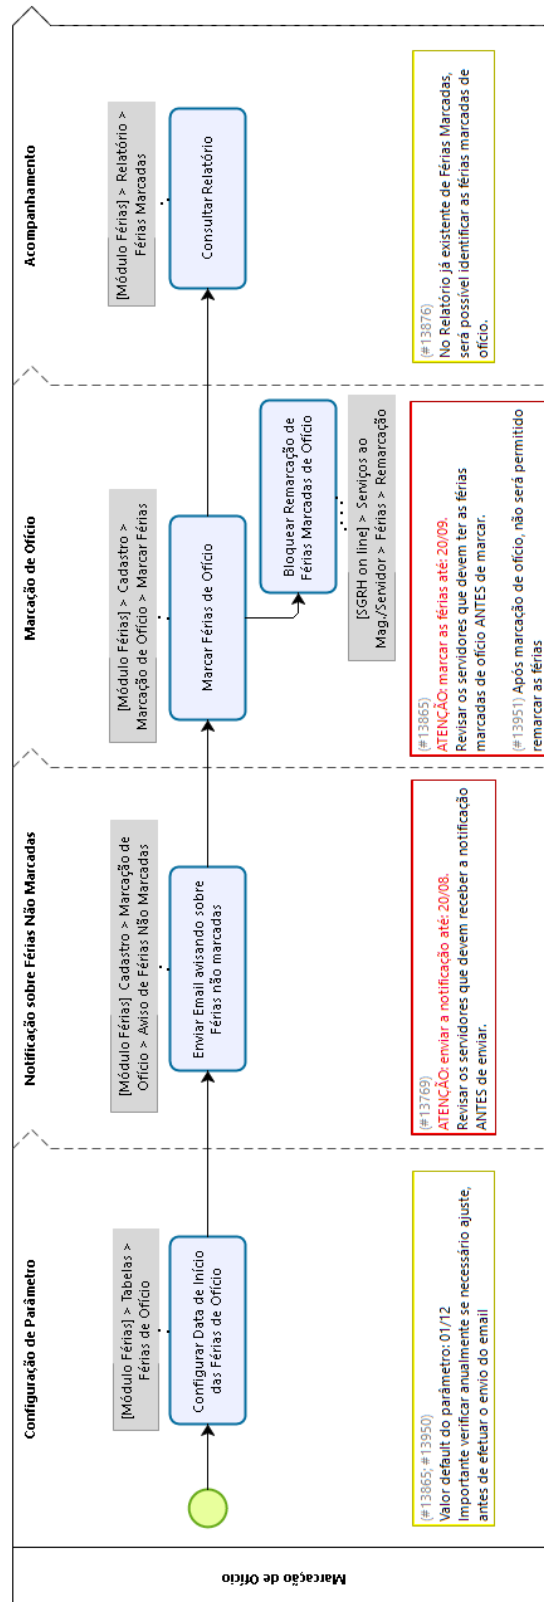 Marcação de Ofício
Configuração de Parâmetro
[Módulo Férias] > Tabelas >
Férias de Ofício
Configurar Data de Início
das Férias de Ofício
(#13865; #13950)
Valor default do parâmetro: 01/12
Importante verificar anualmente se necessário ajuste,
antes de efetuar o envio do email
Notificação sobre Férias Não Marcadas
[Módulo Férias]  Cadastro > Marcação de
Ofício > Aviso de Férias Não Marcadas
Enviar Email avisando sobre
Férias não marcadas
(#13769)
ATENÇÃO: enviar a notificação até: 20/08.
Revisar os servidores que devem receber a notificação
ANTES de enviar.
Marcação de Ofício
[Módulo Férias] > Cadastro >
Marcação de Ofício > Marcar Férias
Marcar Férias de Ofício
Bloquear Remarcação de
Férias Marcadas de Ofício
[SGRH on line] > Serviços ao
Mag./Servidor > Férias > Remarcação
(#13865)
ATENÇÃO: marcar as férias até: 20/09.
Revisar os servidores que devem ter as férias
marcadas de ofício ANTES de marcar.
(#13951) Após marcação de ofício, não será permitido
remarcar as férias
Acompanhamento
[Módulo Férias] > Relatório >
Férias Marcadas
Consultar Relatório
(#13876)
No Relatório já existente de Férias Marcadas,
será possível identificar as férias marcadas de
ofício.